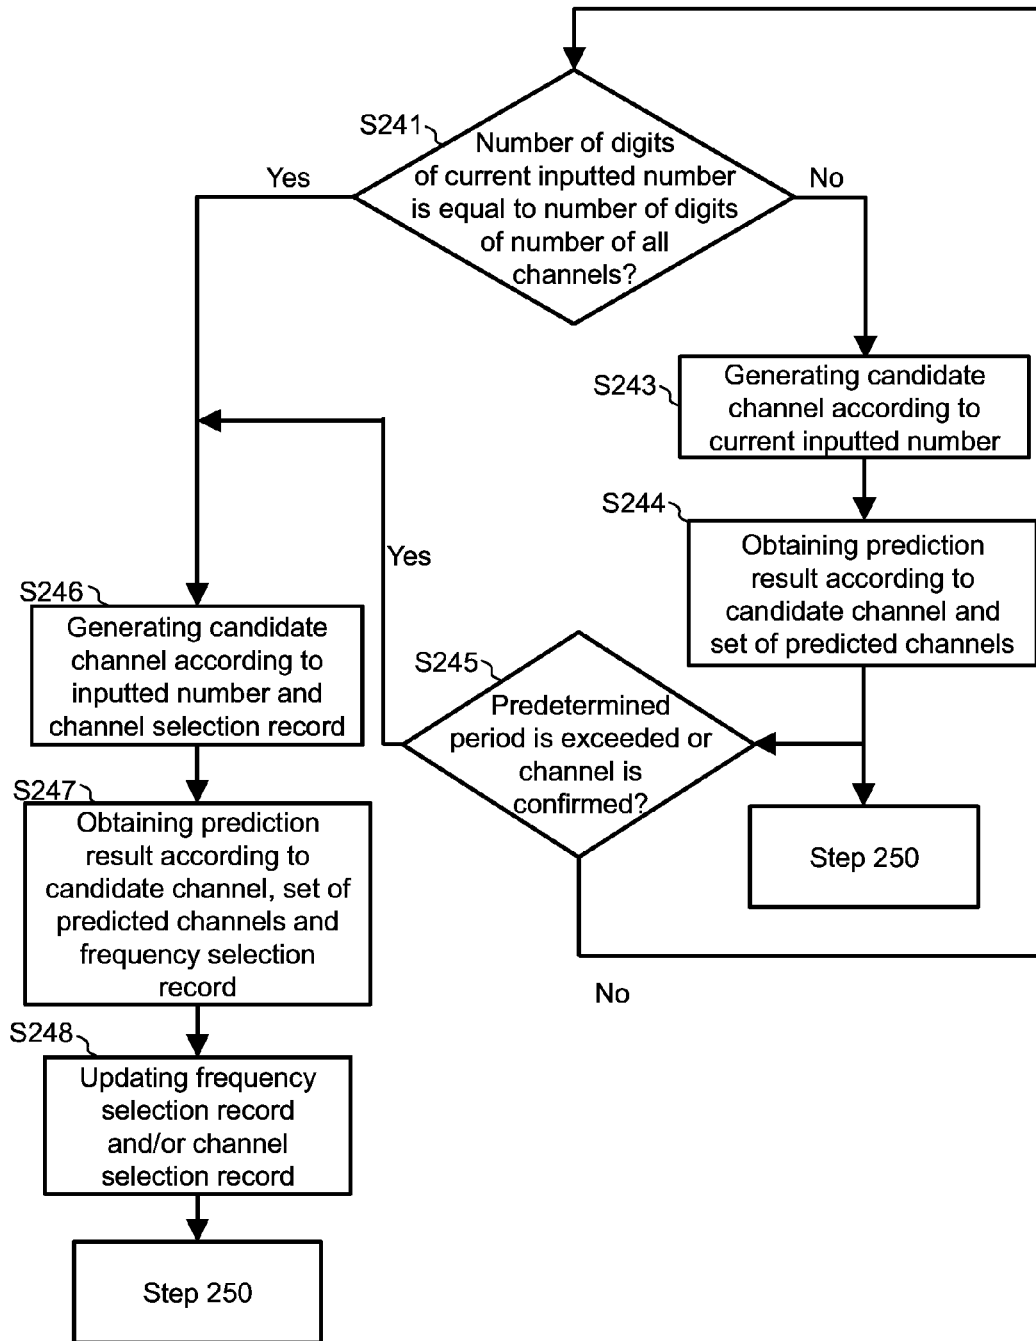 S241
Number of digits
of current inputted number
is equal to number of digits
of number of all
channels?
Yes
No
S243
Generating candidate
channel according to
current inputted number
S244
Obtaining prediction
result according to
candidate channel and
set of predicted channels
Yes
S245
Predetermined
period is exceeded or
channel is
confirmed?
Step 250
No
S246
Generating candidate
channel according to
inputted number and
channel selection record
S247
Obtaining prediction
result according to
candidate channel, set of
predicted channels and
frequency selection
record
S248
Updating frequency
selection record
and/or channel
selection record
Step 250